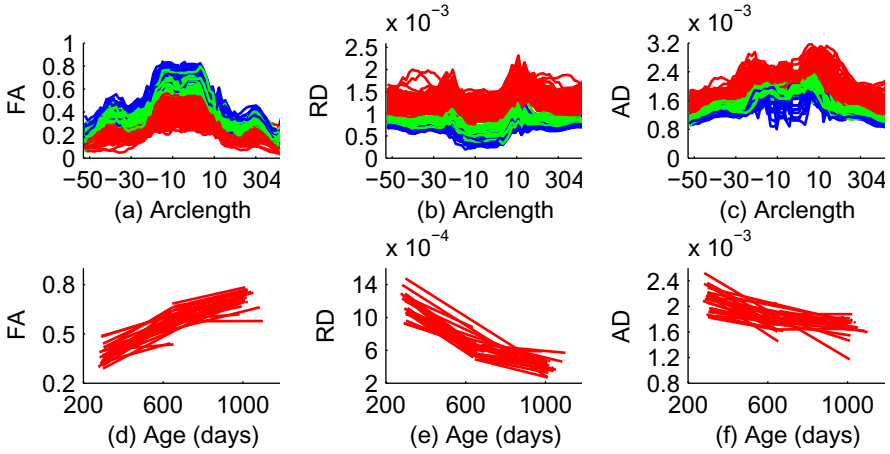 x 10⁻³
x 10⁻³
FA
1
0.8
0.6
0.4
0.2
0
−50 −30 −10 10 304
(a) Arclength
RD
2.5
2
1.5
1
0.5
0
−50 −30 −10 10 304
(b) Arclength
AD
3.2
2.4
1.6
0.8
0
−50 −30 −10 10 304
(c) Arclength
x 10⁻⁴
x 10⁻³
FA
0.8
0.5
0.2
200 600 1000
(d) Age (days)
RD
14
10
6
2
200 600 1000
(e) Age (days)
AD
2.4
2
1.6
1.2
0.8
200 600 1000
(f) Age (days)